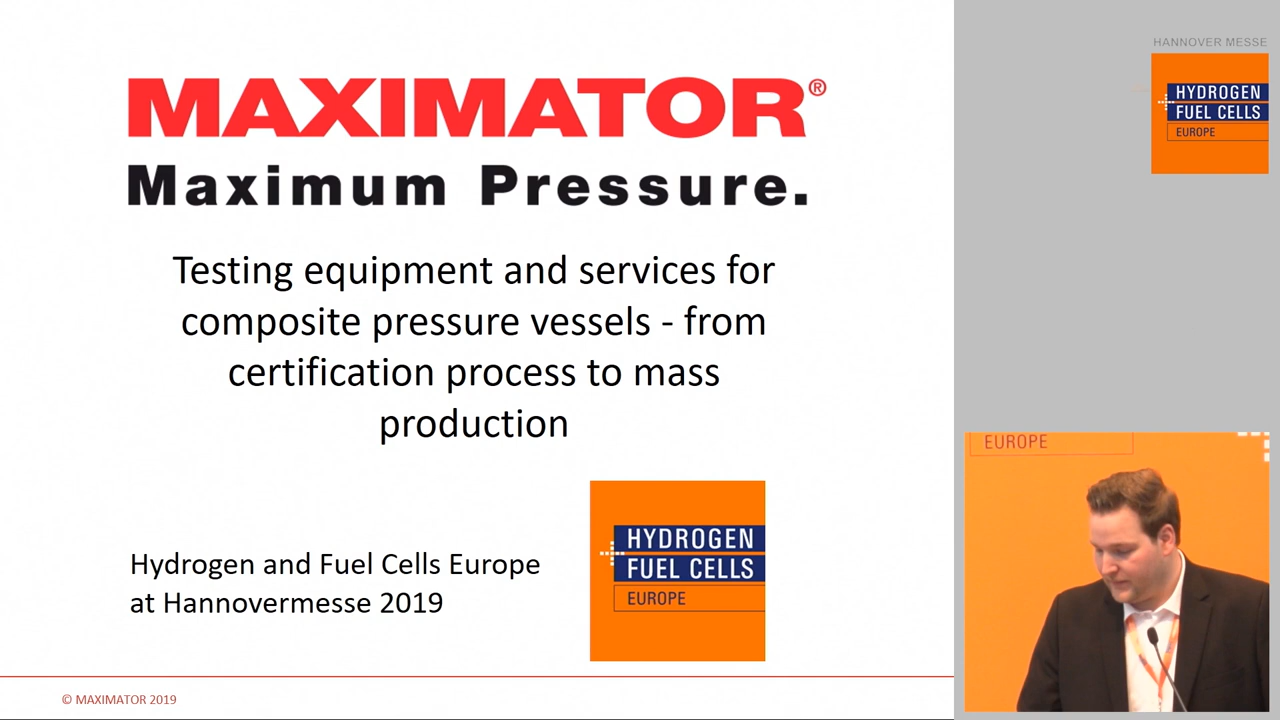 MAXIMATOR®
Maximum Pressure.
Testing equipment and services for
composite pressure vessels - from
certification process to mass
production
Hydrogen and Fuel Cells Europe
at Hannovermesse 2019
HYDROGEN
FUEL CELLS
EUROPE
© MAXIMATOR 2019
HANNOVER MESSE
HYDROGEN
FUEL CELLS
EUROPE
EUROPE